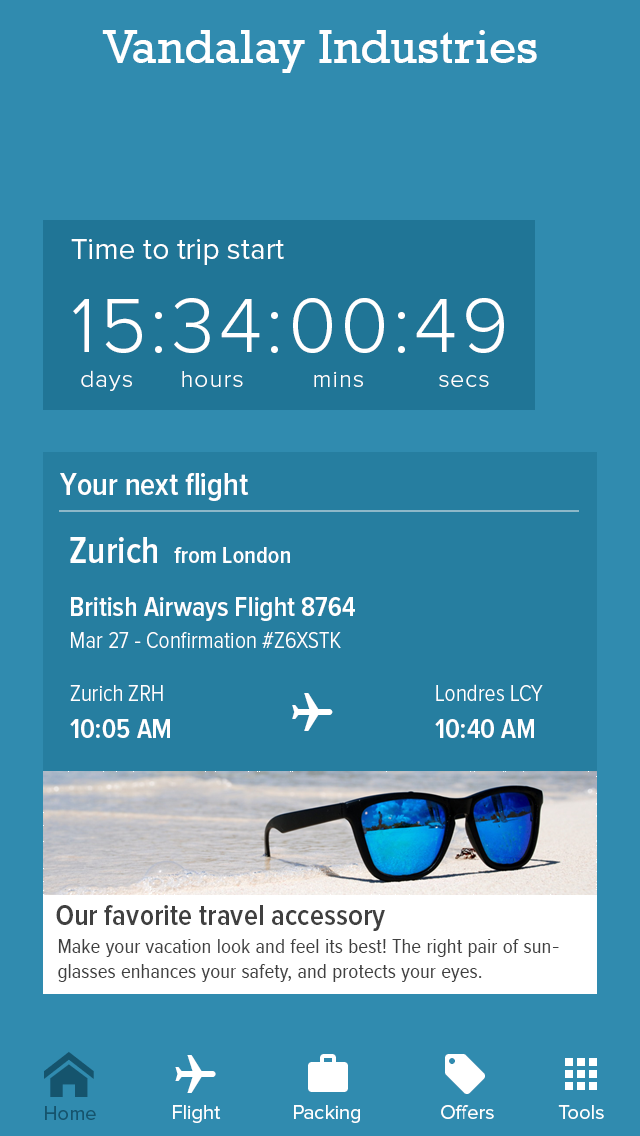 Vandalay Industries
Time to trip start
15:34:00:49
days hours mins secs
Your next flight
Zurich from London
British Airways Flight 8764
Mar 27 - Confirmation #Z6XSTK
Zurich ZRH Londres LCY
10:05 AM 10:40 AM
Our favorite travel accessory
Make your vacation look and feel its best! The right pair of sun-
glasses enhances your safety, and protects your eyes.
Home Flight Packing Offers Tools